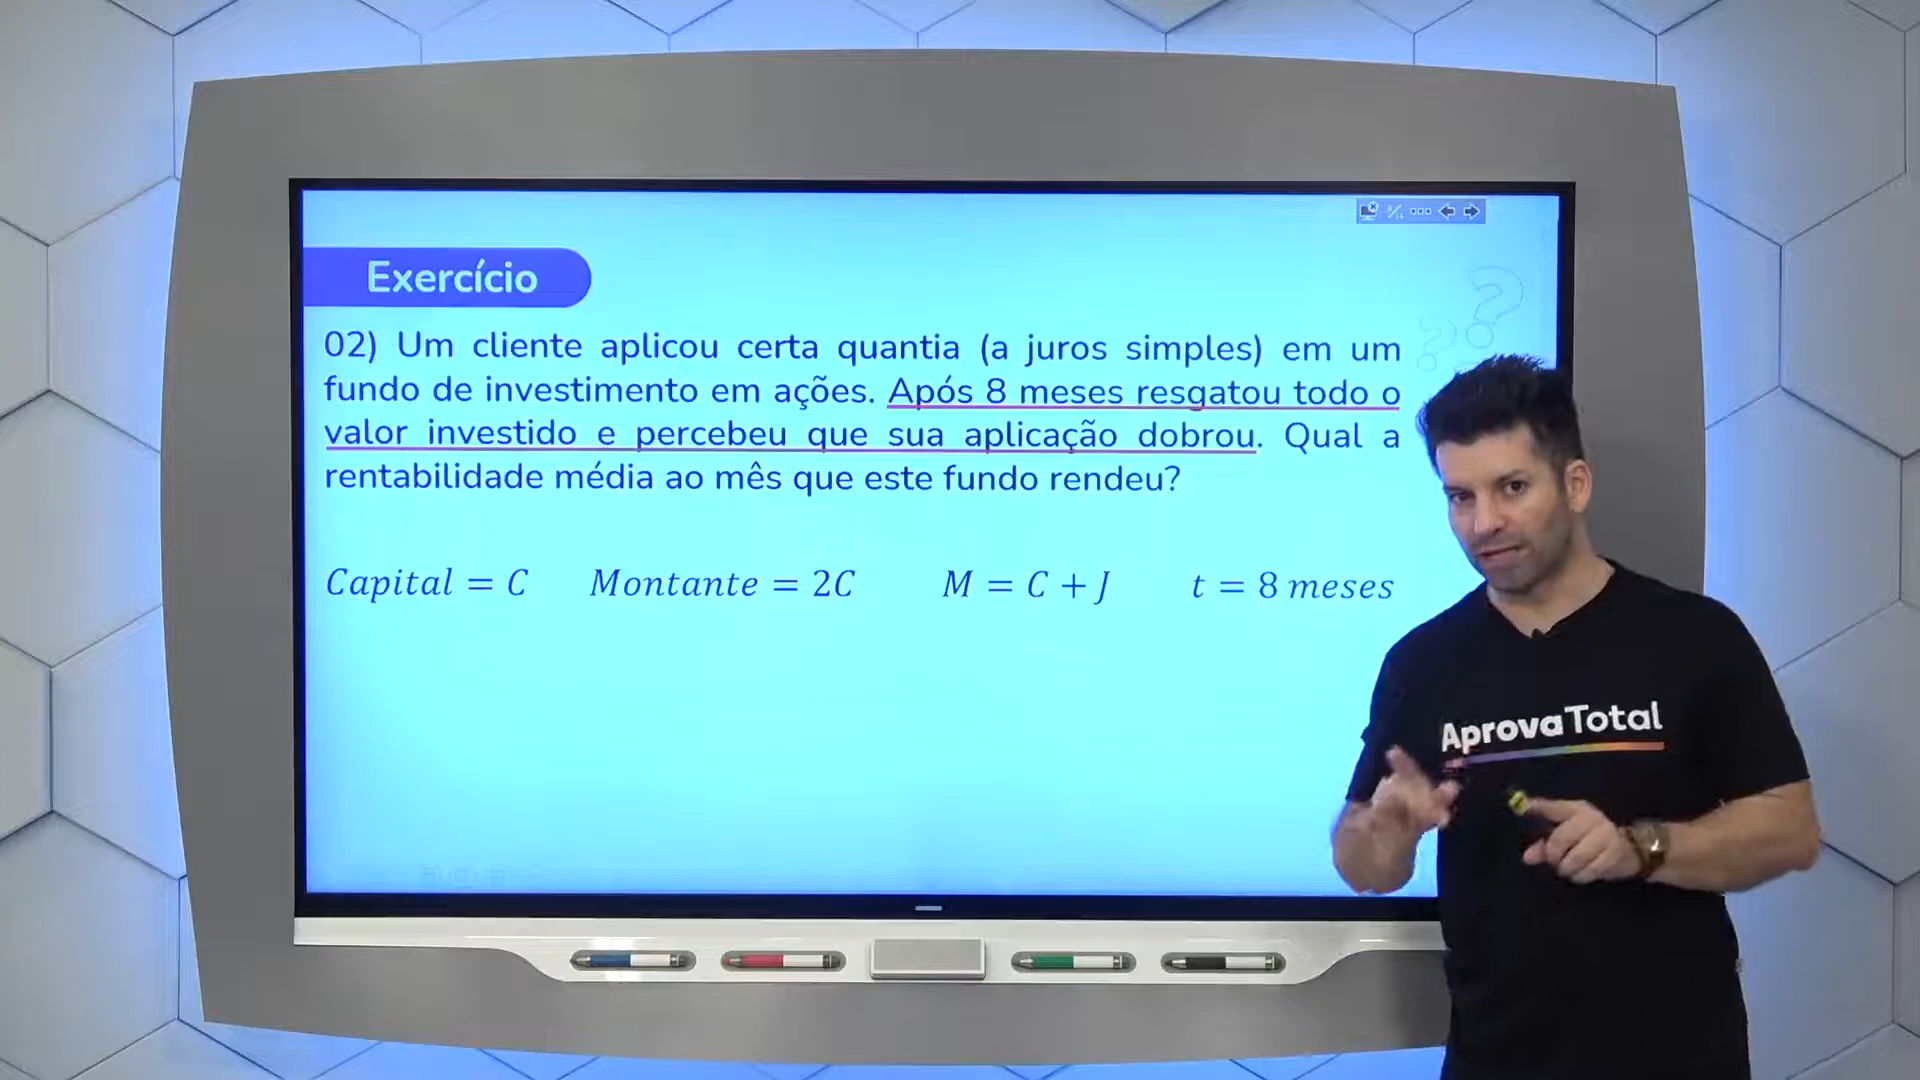 Exercício
02) Um cliente aplicou certa quantia (a juros simples) em um
fundo de investimento em ações. Após 8 meses resgatou todo o
valor investido e percebeu que sua aplicação dobrou. Qual a
rentabilidade média ao mês que este fundo rendeu?
Capital = C Montante = 2C M = C + J t = 8 meses
AprovaTotal